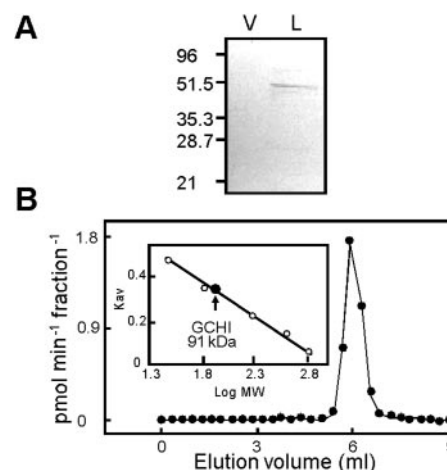 A
V L
96
51.5
35.3
28.7
21
B
pmol min⁻¹ fraction⁻¹
1.8
0.9
0
Kav
0.4
0.2
0
GCHI
91 kDa
1.3 1.8 2.3 2.8
Log MW
0 3 6
Elution volume (ml)